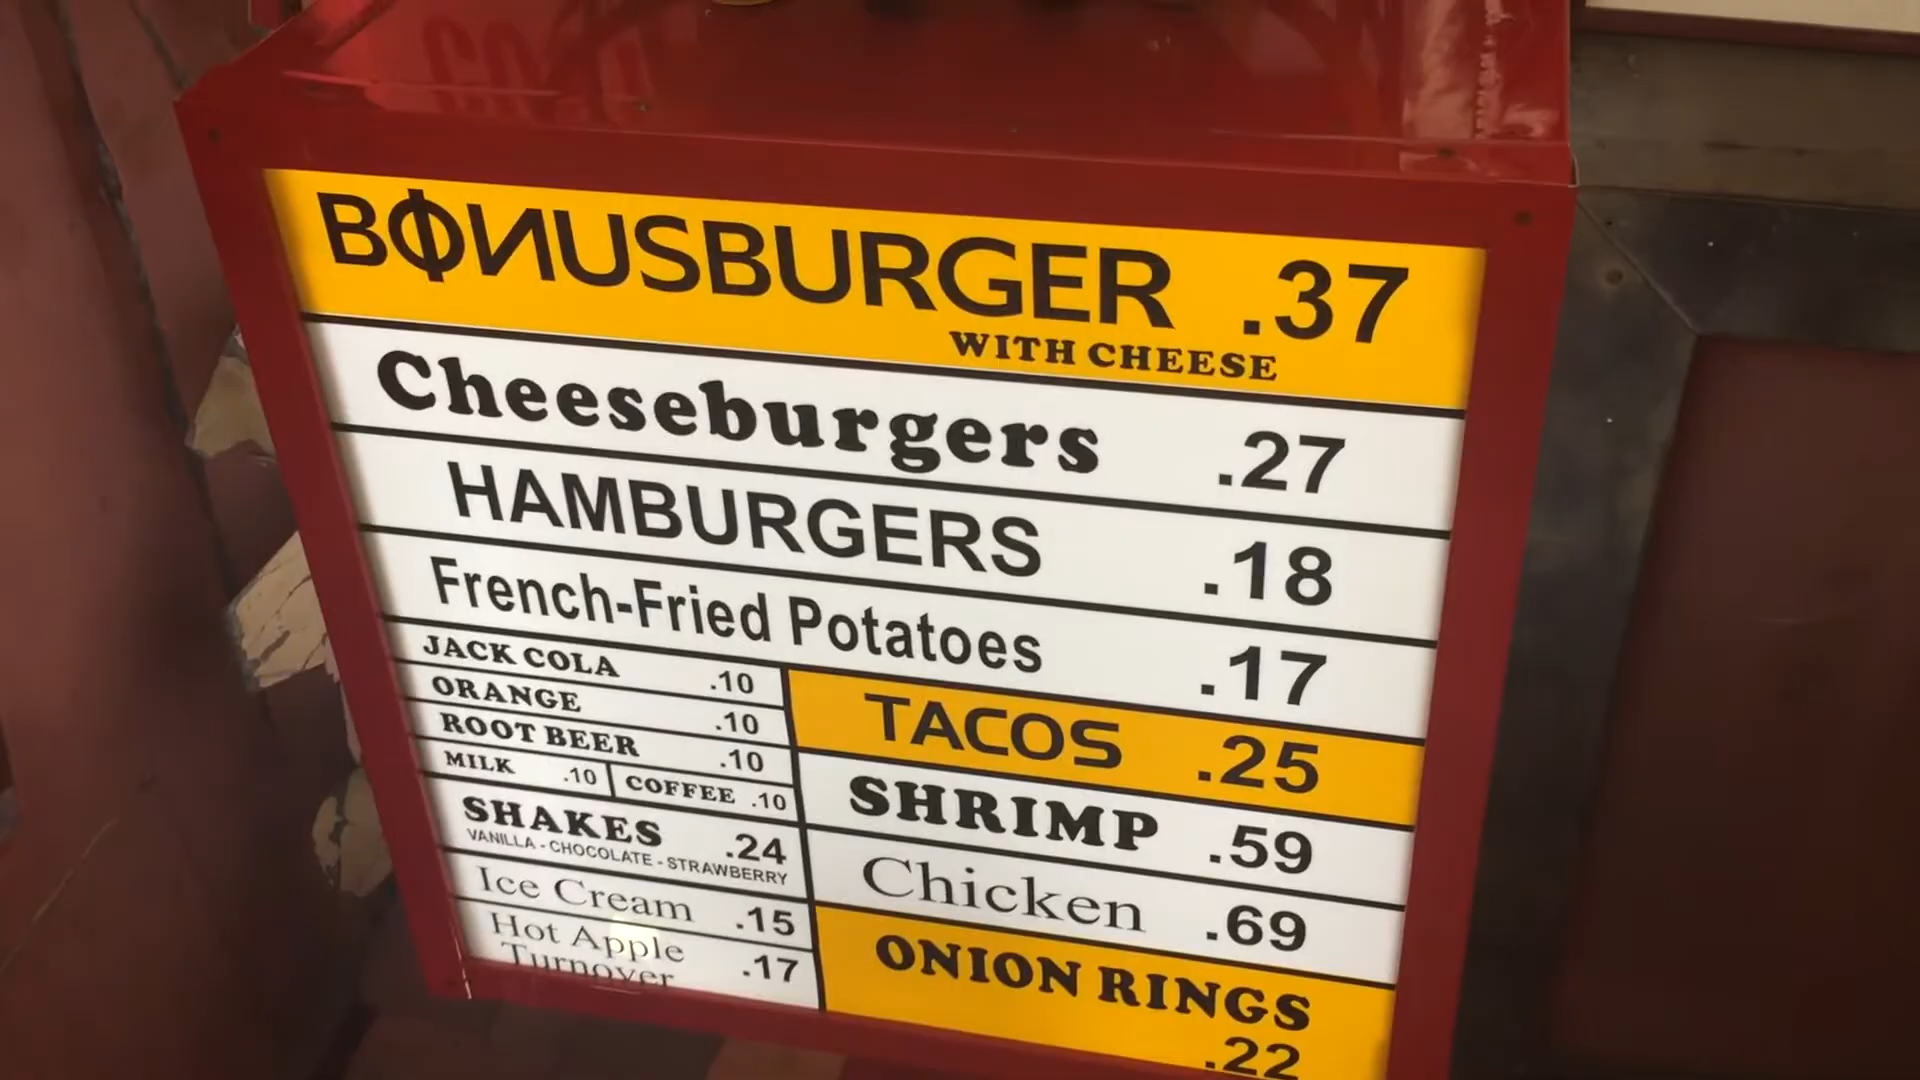 BONUSBURGER .37
WITH CHEESE
Cheeseburgers .27
HAMBURGERS .18
French-Fried Potatoes .17
JACK COLA .10
ORANGE .10
ROOT BEER .10
MILK .10 COFFEE .10
SHAKES .24
VANILLA - CHOCOLATE - STRAWBERRY
Ice Cream .15
Hot Apple
Turnover .17
TACOS .25
SHRIMP .59
Chicken .69
ONION RINGS
.22